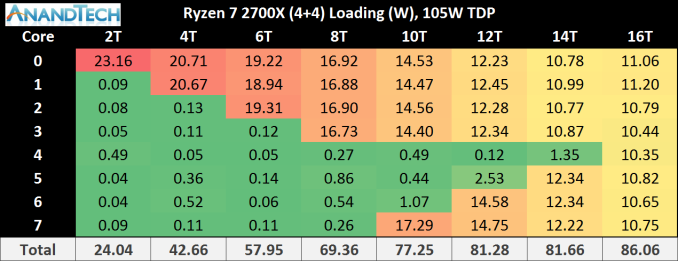 AnandTech Ryzen 7 2700X (4+4) Loading (W), 105W TDP
Core 2T 4T 6T 8T 10T 12T 14T 16T
0 23.16 20.71 19.22 16.92 14.53 12.23 10.78 11.06
1 0.09 20.67 18.94 16.88 14.47 12.45 10.99 11.20
2 0.08 0.13 19.31 16.90 14.56 12.28 10.77 10.79
3 0.05 0.11 0.12 16.73 14.40 12.34 10.87 10.44
4 0.49 0.05 0.05 0.27 0.49 0.12 1.35 10.35
5 0.04 0.36 0.14 0.86 0.44 2.53 12.34 10.82
6 0.04 0.52 0.06 0.54 1.07 14.58 12.34 10.65
7 0.09 0.11 0.11 0.26 17.29 14.75 12.22 10.75
Total 24.04 42.66 57.95 69.36 77.25 81.28 81.66 86.06